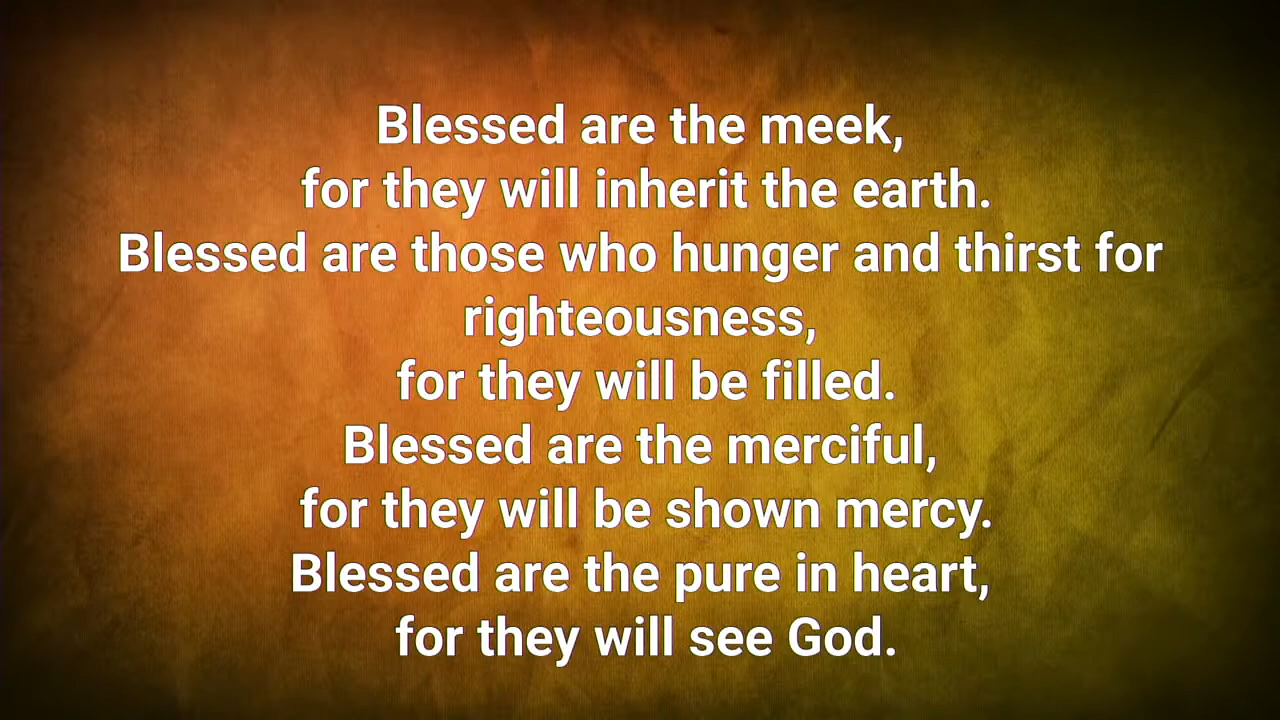 Blessed are the meek,
for they will inherit the earth.
Blessed are those who hunger and thirst for
righteousness,
for they will be filled.
Blessed are the merciful,
for they will be shown mercy.
Blessed are the pure in heart,
for they will see God.